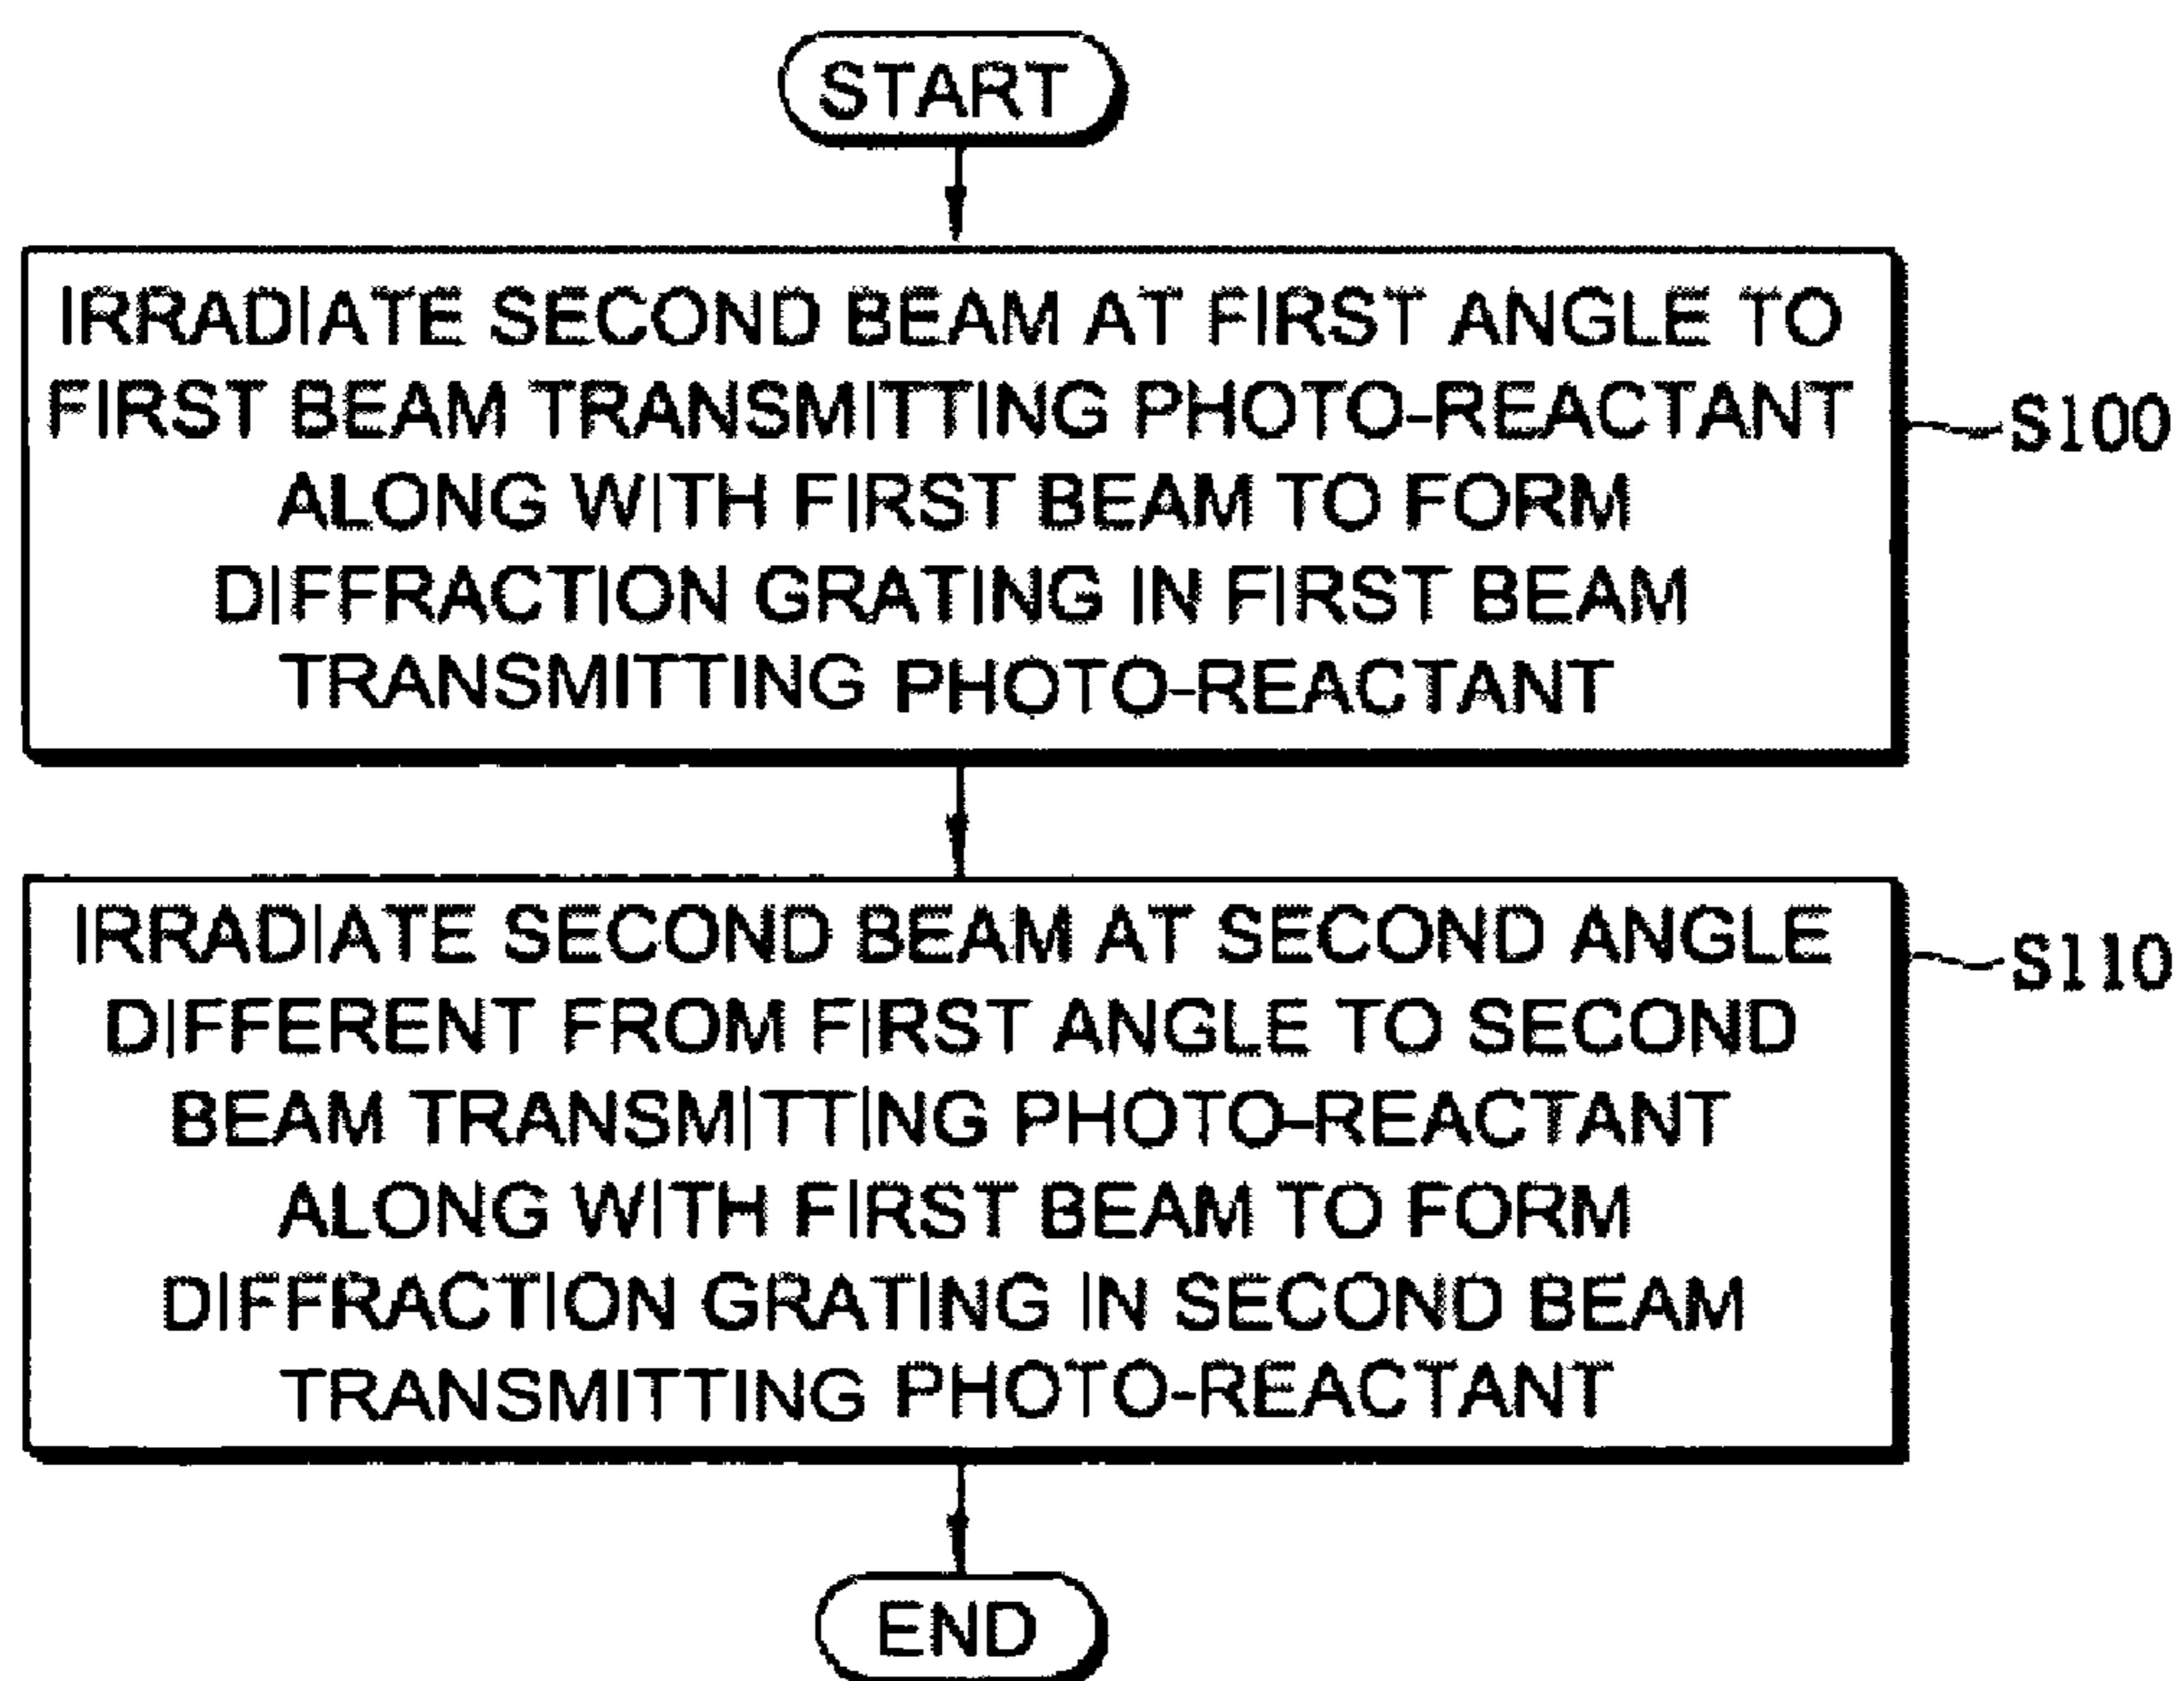 START
IRRADIATE SECOND BEAM AT FIRST ANGLE TO
FIRST BEAM TRANSMITTING PHOTO-REACTANT
ALONG WITH FIRST BEAM TO FORM
DIFFRACTION GRATING IN FIRST BEAM
TRANSMITTING PHOTO-REACTANT
S100
IRRADIATE SECOND BEAM AT SECOND ANGLE
DIFFERENT FROM FIRST ANGLE TO SECOND
BEAM TRANSMITTING PHOTO-REACTANT
ALONG WITH FIRST BEAM TO FORM
DIFFRACTION GRATING IN SECOND BEAM
TRANSMITTING PHOTO-REACTANT
S110
END